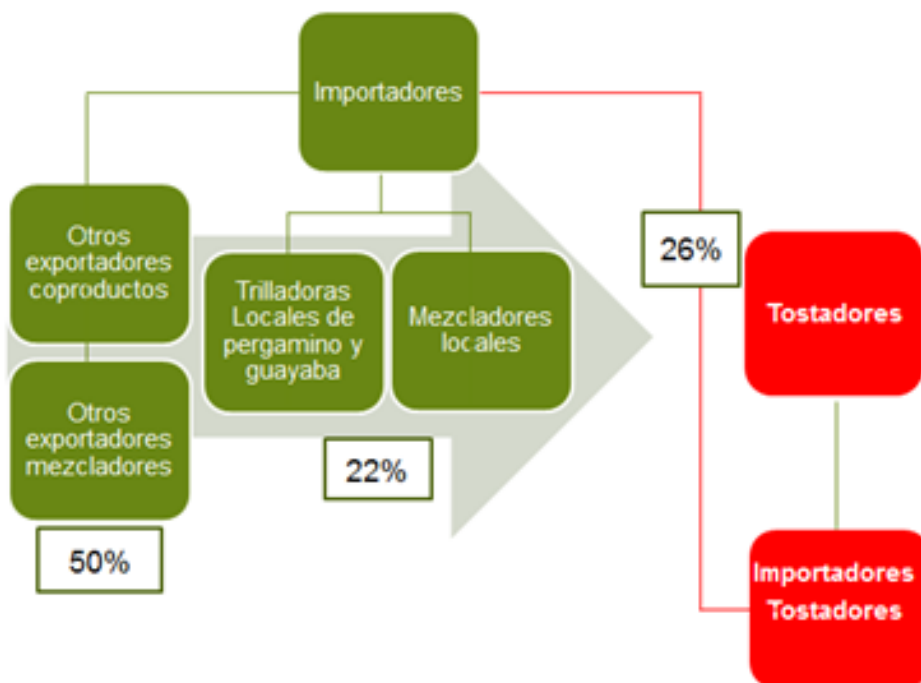 Importadores
Otros
exportadores
coproductos
Trilladoras
Locales de
pergamino y
guayaba
Mezcladores
locales
26%
Tostadores
Otros
exportadores
mezcladores
22%
50%
Importadores
Tostadores